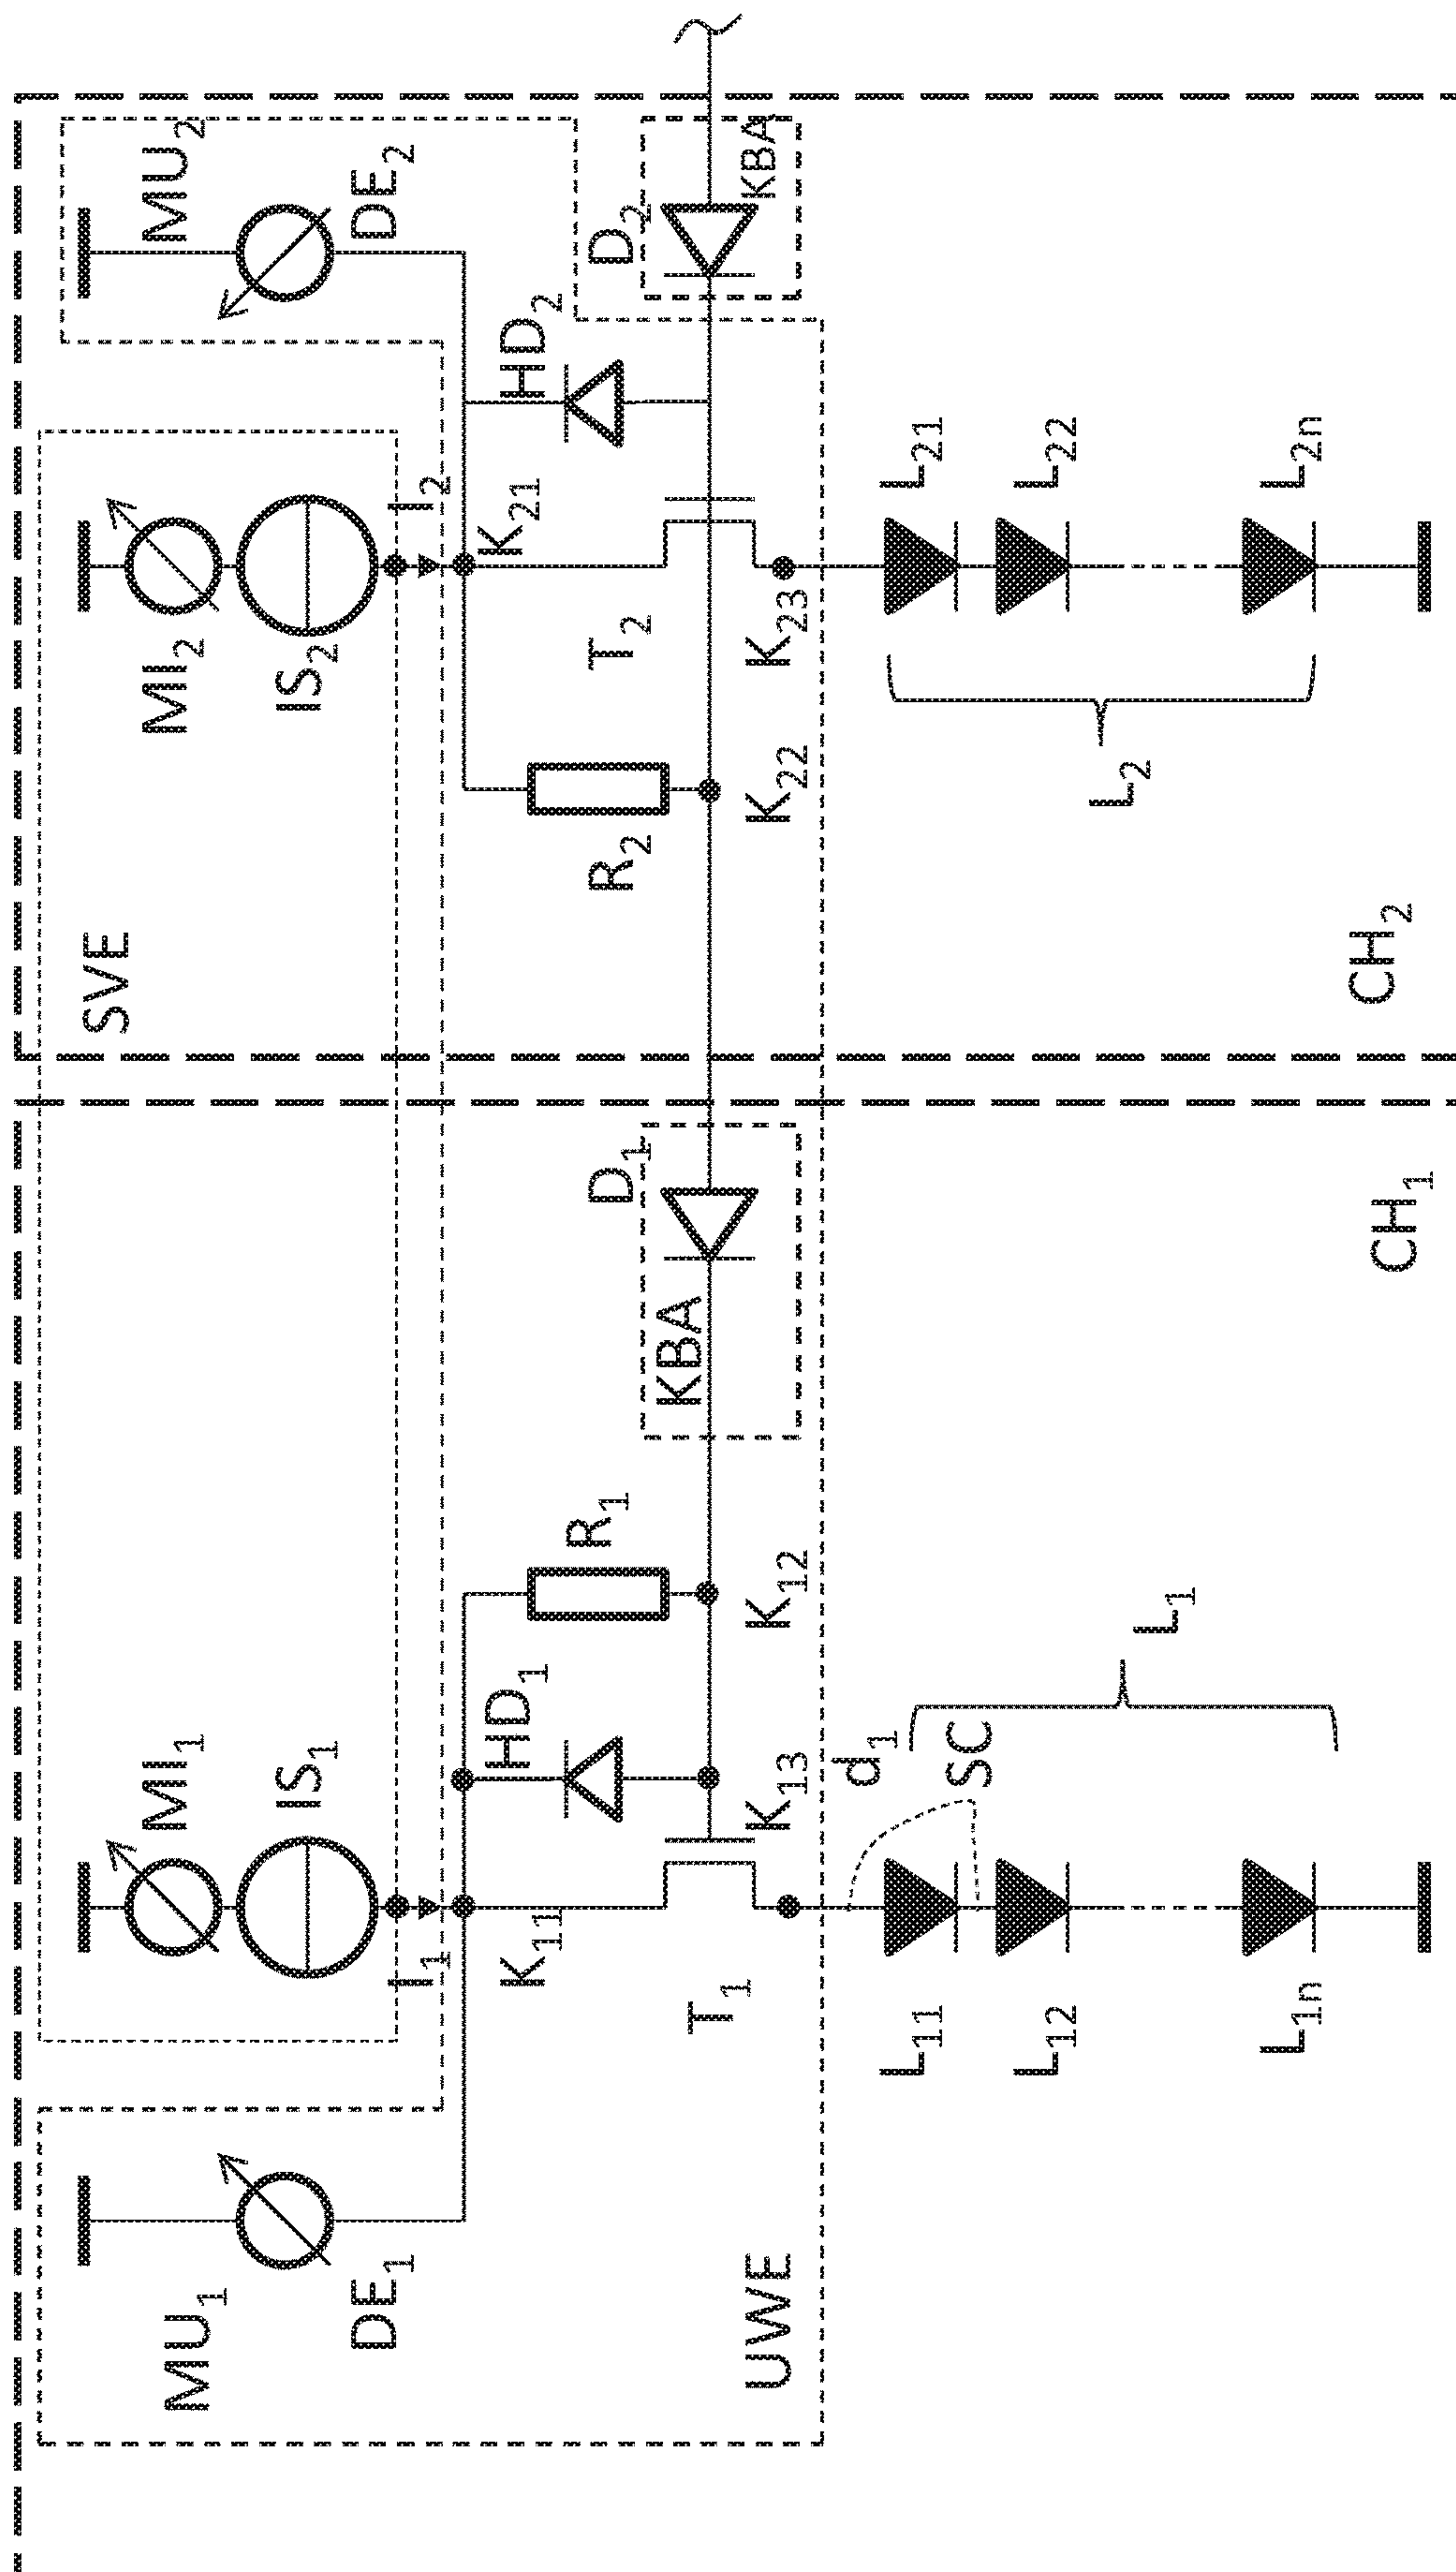 MU₁
DE₁
MI₁
IS₁
I₁
K₁₁
HD₁
R₁
T₁
K₁₃
K₁₂
KBA
D₁
UWE
d₁
SC
L₁₁
L₁₂
L₁ₙ
L₁
CH₁
SVE
MI₂
IS₂
I₂
K₂₁
MU₂
DE₂
HD₂
R₂
T₂
D₂
KBA
K₂₂
K₂₃
L₂₁
L₂₂
L₂ₙ
L₂
CH₂